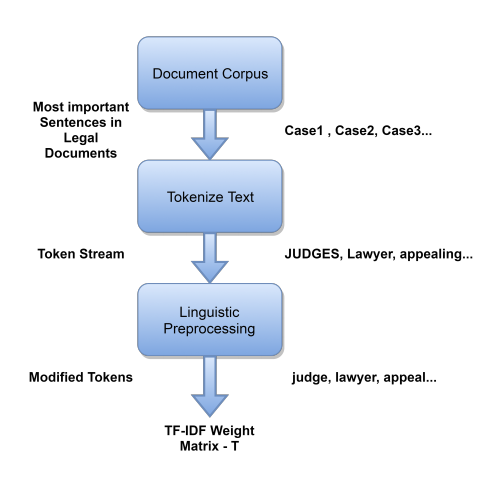 Document Corpus
Most important
Sentences in
Legal
Documents
Case1 , Case2, Case3...
Tokenize Text
Token Stream
JUDGES, Lawyer, appealing...
Linguistic
Preprocessing
Modified Tokens
judge, lawyer, appeal...
TF-IDF Weight
Matrix - T